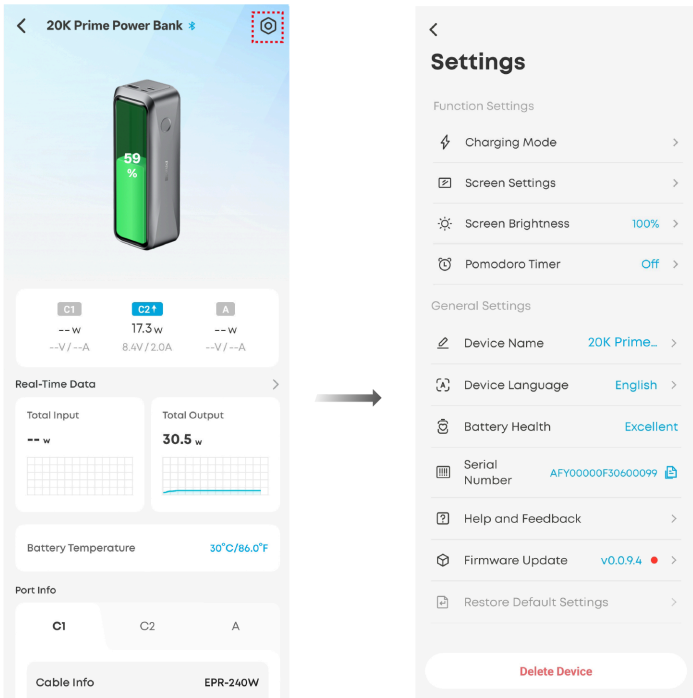 20K Prime Power Bank
59
%
C1 C2↑ A
--w 17.3w --w
--V/--A 8.4V/2.0A --V/--A
Real-Time Data
Total Input Total Output
--w 30.5w
Battery Temperature 30°C/86.0°F
Port Info
C1 C2 A
Cable Info EPR-240W
Settings
Function Settings
Charging Mode
Screen Settings
Screen Brightness 100%
Pomodoro Timer Off
General Settings
Device Name 20K Prime...
Device Language English
Battery Health Excellent
Serial
Number AFY00000F30600099
Help and Feedback
Firmware Update v0.0.9.4
Restore Default Settings
Delete Device